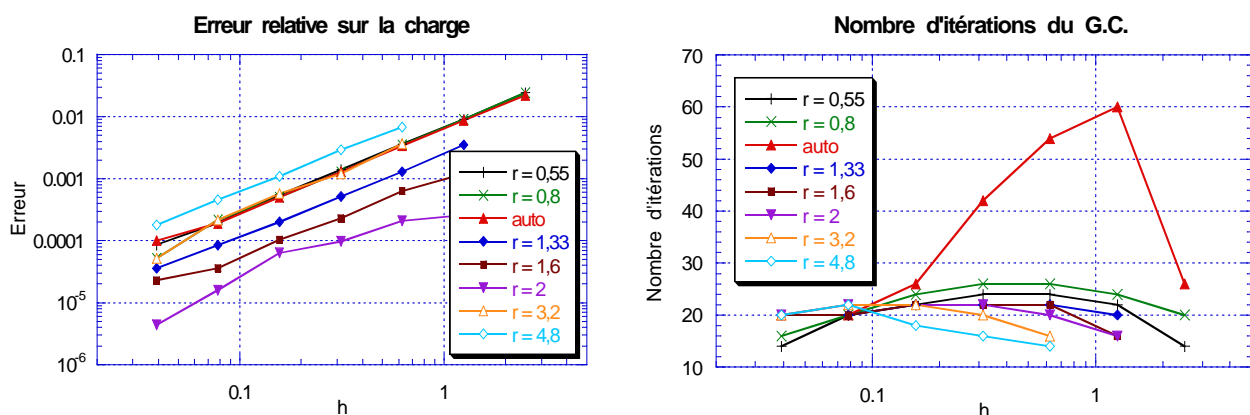 Erreur relative sur la charge
0.1
0.01
0.001
0.0001
10⁻⁵
10⁻⁶
Erreur
0.1
1
h
r = 0,55
r = 0,8
auto
r = 1,33
r = 1,6
r = 2
r = 3,2
r = 4,8
Nombre d'itérations du G.C.
70
60
50
40
30
20
10
Nombre d'itérations
0.1
1
h
r = 0,55
r = 0,8
auto
r = 1,33
r = 1,6
r = 2
r = 3,2
r = 4,8